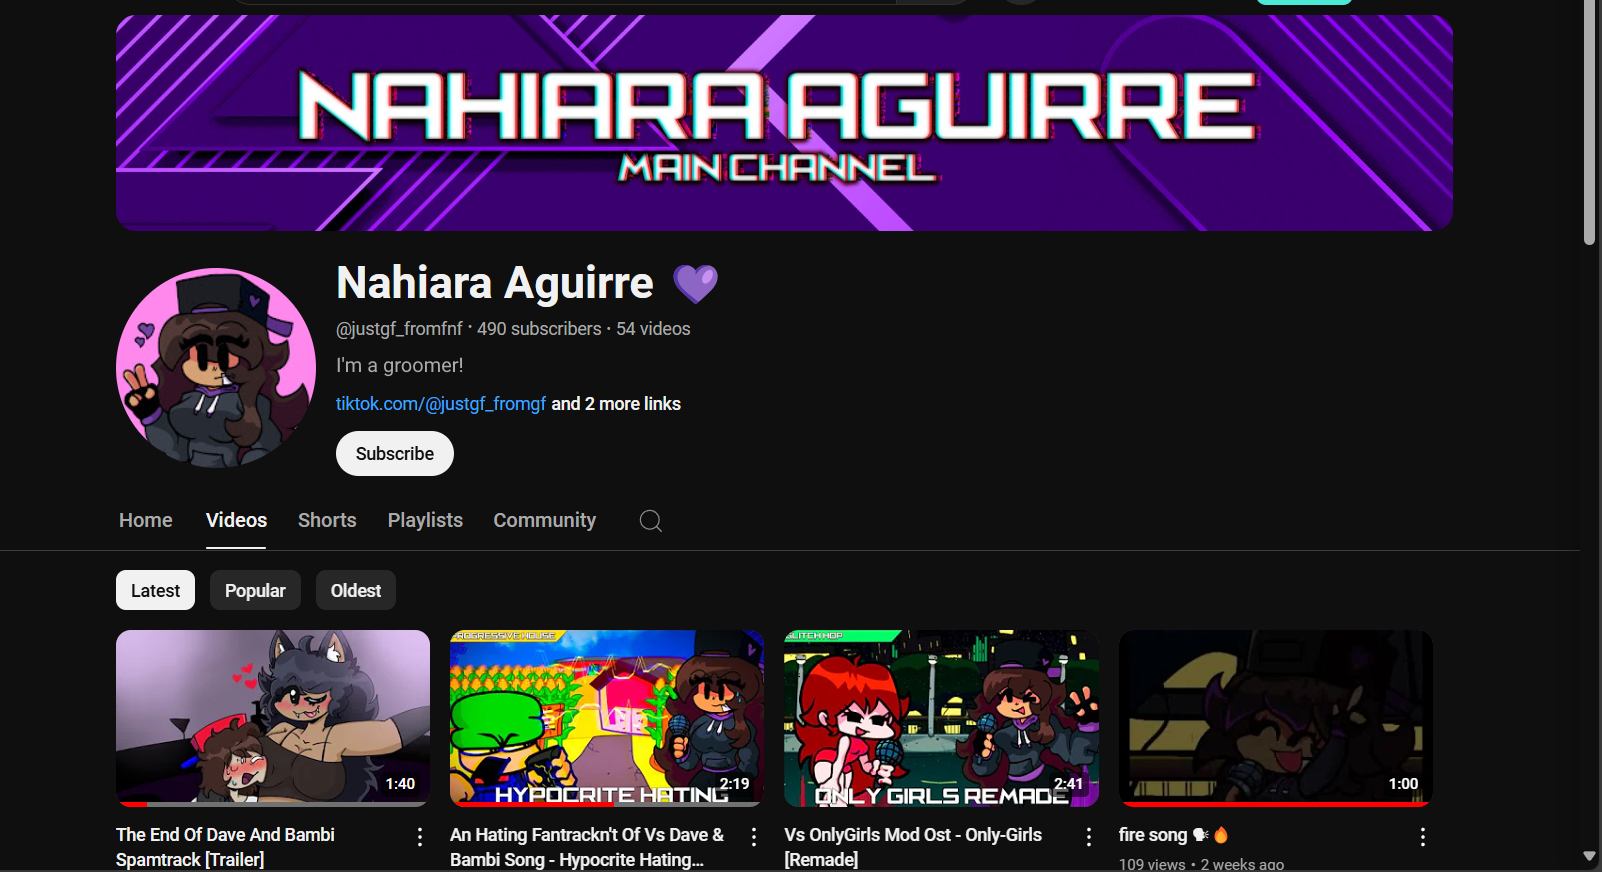 NAHIARA AGUIRRE
MAIN CHANNEL
Nahiara Aguirre 💜
@justgf_fromfnf · 490 subscribers · 54 videos
I'm a groomer!
tiktok.com/@justgf_fromgf and 2 more links
Subscribe
Home Videos Shorts Playlists Community
Latest Popular Oldest
1:40
PROGRESSIVE HOUSE
HYPOCRITE HATING
2:19
GLITCH HOP
ONLY GIRLS REMADE
2:41
1:00
The End Of Dave And Bambi
Spamtrack [Trailer]
An Hating Fantrackn't Of Vs Dave &
Bambi Song - Hypocrite Hating...
Vs OnlyGirls Mod Ost - Only-Girls
[Remade]
fire song 🗣🔥
109 views • 2 weeks ago